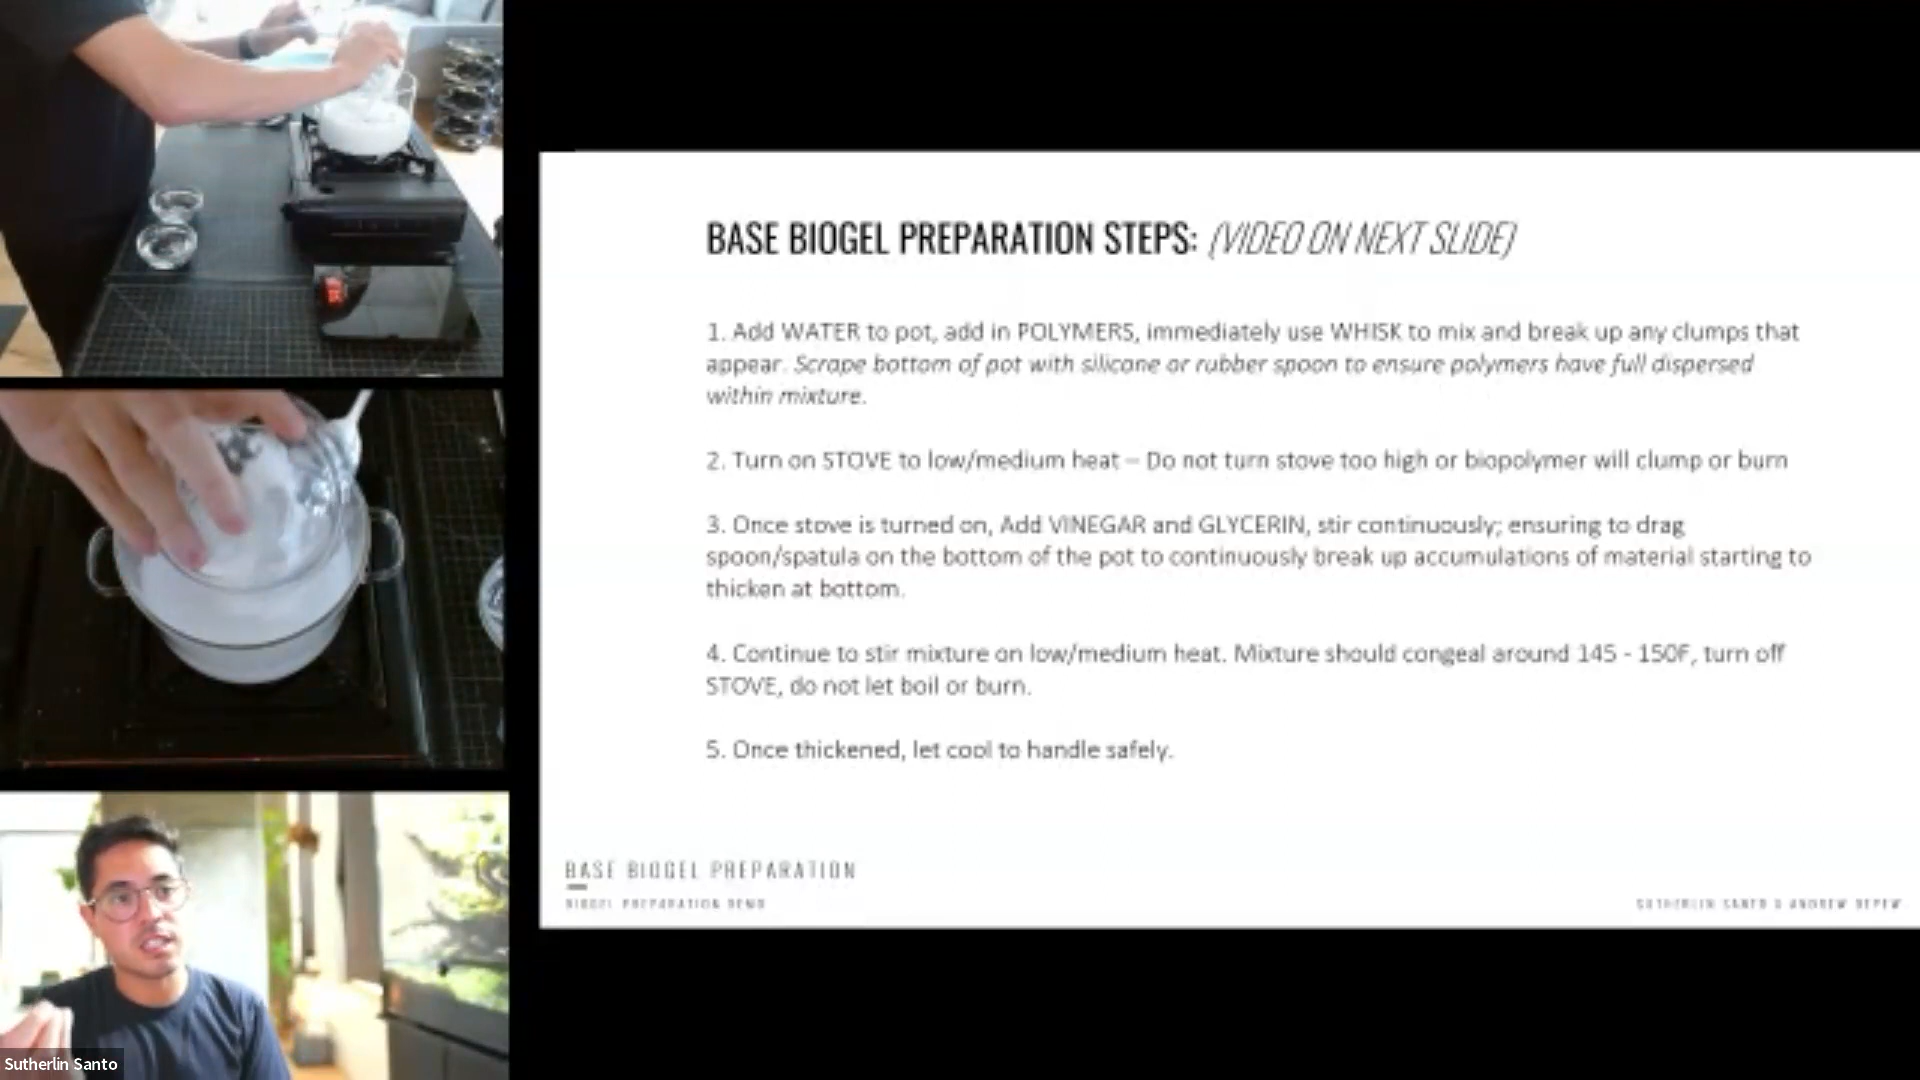 BASE BIOGEL PREPARATION STEPS: (VIDEO ON NEXT SLIDE)
1. Add WATER to pot, add in POLYMERS, immediately use WHISK to mix and break up any clumps that
appear. Scrape bottom of pot with silicone or rubber spoon to ensure polymers have full dispersed
within mixture.
2. Turn on STOVE to low/medium heat – Do not turn stove too high or biopolymer will clump or burn
3. Once stove is turned on, Add VINEGAR and GLYCERIN, stir continuously; ensuring to drag
spoon/spatula on the bottom of the pot to continuously break up accumulations of material starting to
thicken at bottom.
4. Continue to stir mixture on low/medium heat. Mixture should congeal around 145 - 150F, turn off
STOVE, do not let boil or burn.
5. Once thickened, let cool to handle safely.
BASE BIOGEL PREPARATION
BIOGEL PREPARATION DEMO
SUTHERLIN SANTO & ANDREW DEPEW
Sutherlin Santo